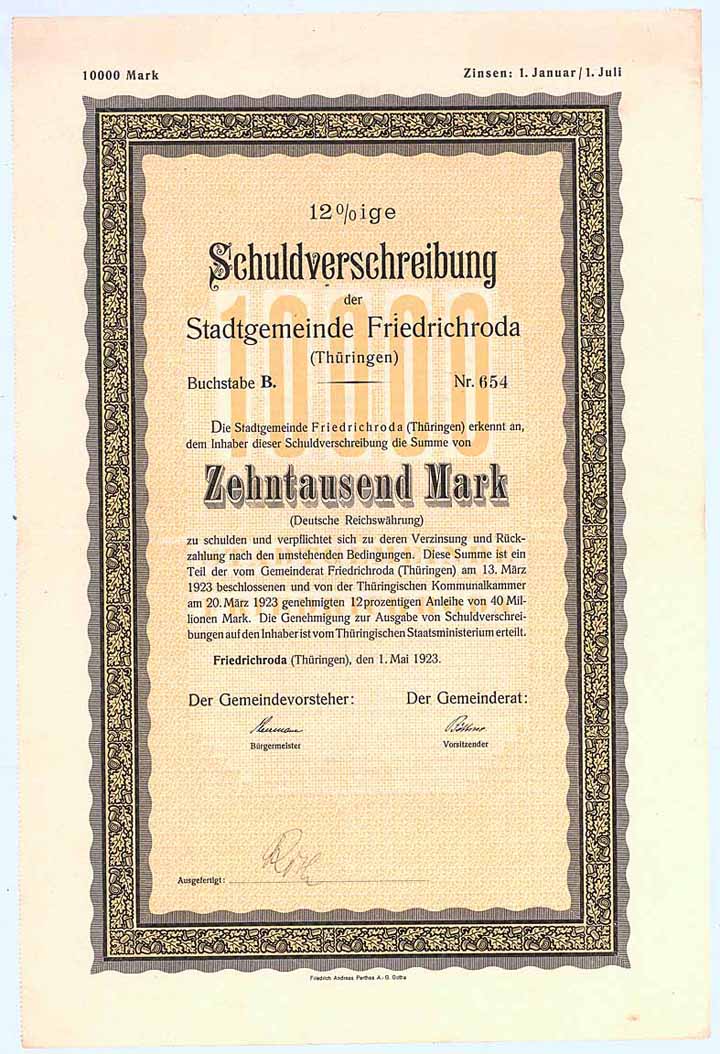 10000 Mark Zinsen: 1. Januar / 1. Juli
12%ige
Schuldverschreibung
der
Stadtgemeinde Friedrichroda
(Thüringen)
Buchstabe B. Nr. 654
10000
Die Stadtgemeinde Friedrichroda (Thüringen) erkennt an,
dem Inhaber dieser Schuldverschreibung die Summe von
Zehntausend Mark
(Deutsche Reichswährung)
zu schulden und verpflichtet sich zu deren Verzinsung und Rück-
zahlung nach den umstehenden Bedingungen. Diese Summe ist ein
Teil der vom Gemeinderat Friedrichroda (Thüringen) am 13. März
1923 beschlossenen und von der Thüringischen Kommunalkammer
am 20. März 1923 genehmigten 12prozentigen Anleihe von 40 Mil-
lionen Mark. Die Genehmigung zur Ausgabe von Schuldverschrei-
bungen auf den Inhaber ist vom Thüringischen Staatsministerium erteilt.
Friedrichroda (Thüringen), den 1. Mai 1923.
Der Gemeindevorsteher: Der Gemeinderat:
Bürgermeister Vorsitzender
Ausgefertigt:
Friedrich Andreas Perthes A.-G. Gotha